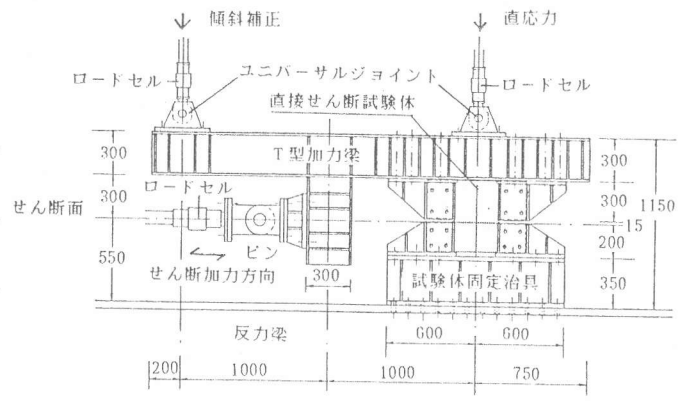 傾斜補正
直応力
ロードセル
ユニバーサルジョイント
ロードセル
直接せん断試験体
300
T型加力梁
300
300
ロードセル
300
1150
せん断面
15
200
ピン
550
せん断加力方向
300
試験体固定治具
350
反力梁
600
600
200
1000
1000
750